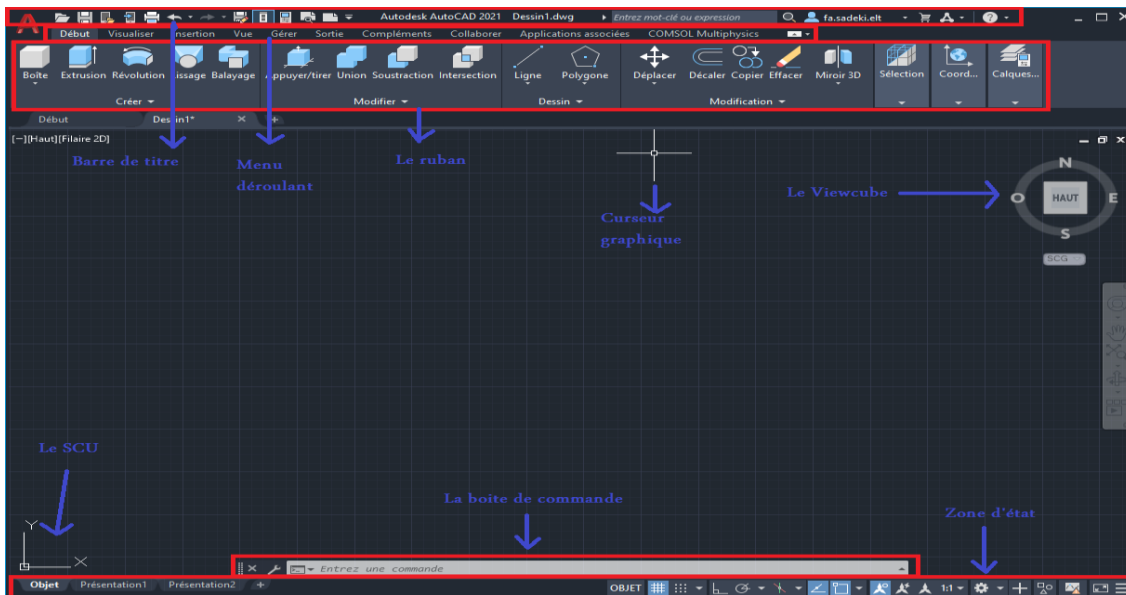 Autodesk AutoCAD 2021 Dessin1.dwg Entrez mot-clé ou expression fa.sadeki.elt
Début Visualiser Insertion Vue Gérer Sortie Compléments Collaborer Applications associées COMSOL Multiphysics
Boîte Extrusion Révolution Lissage Balayage Appuyer/tirer Union Soustraction Intersection Ligne Polygone Déplacer Décaler Copier Effacer Miroir 3D Sélection Coord... Calques...
Créer Modifier Dessin Modification
Début Dessin1*
[−][Haut][Filaire 2D]
Barre de titre
Menu
déroulant
Le ruban
Curseur
graphique
Le Viewcube
N
O HAUT E
S
SCG
Le SCU
La boite de commande
Zone d'état
Y
X
Entrez une commande
Objet Présentation1 Présentation2 +
OBJET 1:1